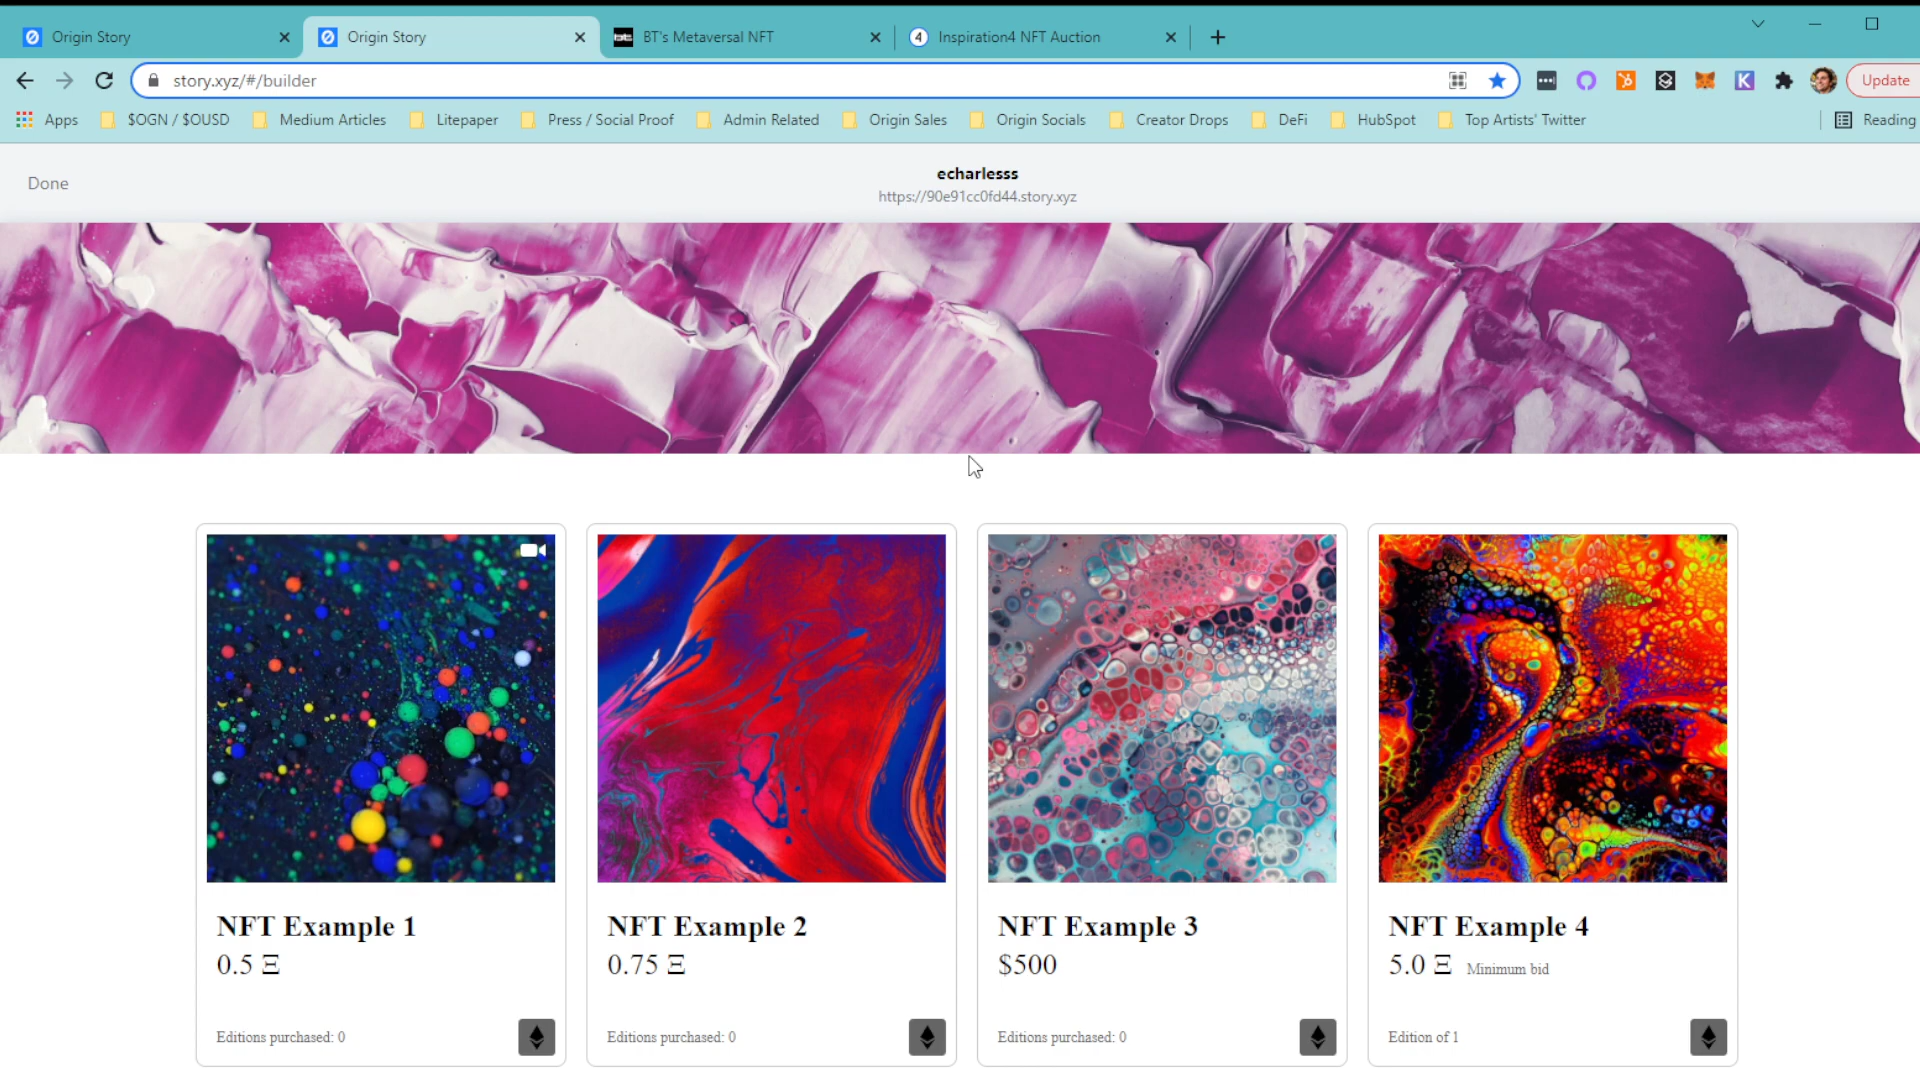 Origin Story
Origin Story
BT's Metaversal NFT
4 Inspiration4 NFT Auction
story.xyz/#/builder
K
Update
Apps
$OGN / $OUSD
Medium Articles
Litepaper
Press / Social Proof
Admin Related
Origin Sales
Origin Socials
Creator Drops
DeFi
HubSpot
Top Artists' Twitter
Reading
Done
echarlesss
https://90e91cc0fd44.story.xyz
NFT Example 1
0.5 Ξ
Editions purchased: 0
NFT Example 2
0.75 Ξ
Editions purchased: 0
NFT Example 3
$500
Editions purchased: 0
NFT Example 4
5.0 Ξ Minimum bid
Edition of 1